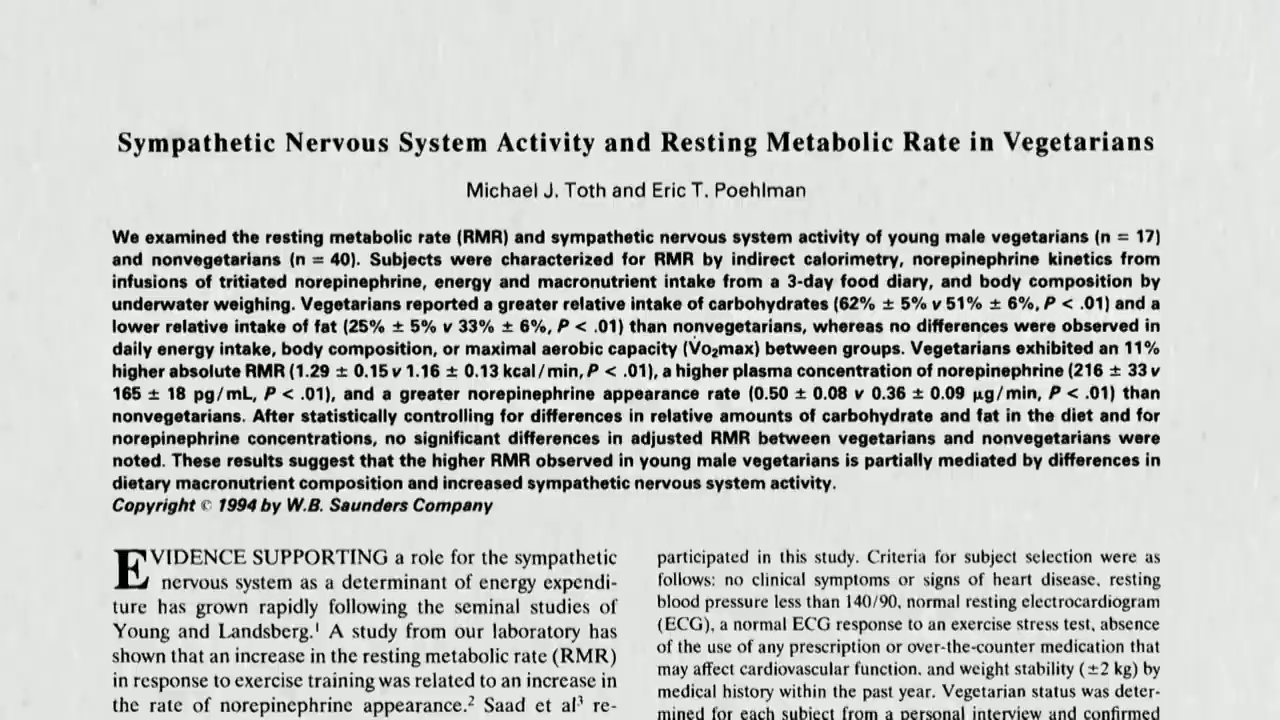 Sympathetic Nervous System Activity and Resting Metabolic Rate in Vegetarians
Michael J. Toth and Eric T. Poehlman
We examined the resting metabolic rate (RMR) and sympathetic nervous system activity of young male vegetarians (n = 17)
and nonvegetarians (n = 40). Subjects were characterized for RMR by indirect calorimetry, norepinephrine kinetics from
infusions of tritiated norepinephrine, energy and macronutrient intake from a 3-day food diary, and body composition by
underwater weighing. Vegetarians reported a greater relative intake of carbohydrates (62% ± 5% v 51% ± 6%, P < .01) and a
lower relative intake of fat (25% ± 5% v 33% ± 6%, P < .01) than nonvegetarians, whereas no differences were observed in
daily energy intake, body composition, or maximal aerobic capacity (V̇o₂max) between groups. Vegetarians exhibited an 11%
higher absolute RMR (1.29 ± 0.15 v 1.16 ± 0.13 kcal/min, P < .01), a higher plasma concentration of norepinephrine (216 ± 33 v
165 ± 18 pg/mL, P < .01), and a greater norepinephrine appearance rate (0.50 ± 0.08 v 0.36 ± 0.09 μg/min, P < .01) than
nonvegetarians. After statistically controlling for differences in relative amounts of carbohydrate and fat in the diet and for
norepinephrine concentrations, no significant differences in adjusted RMR between vegetarians and nonvegetarians were
noted. These results suggest that the higher RMR observed in young male vegetarians is partially mediated by differences in
dietary macronutrient composition and increased sympathetic nervous system activity.
Copyright © 1994 by W.B. Saunders Company
EVIDENCE SUPPORTING a role for the sympathetic
nervous system as a determinant of energy expendi-
ture has grown rapidly following the seminal studies of
Young and Landsberg.¹ A study from our laboratory has
shown that an increase in the resting metabolic rate (RMR)
in response to exercise training was related to an increase in
the rate of norepinephrine appearance.² Saad et al³ re-
participated in this study. Criteria for subject selection were as
follows: no clinical symptoms or signs of heart disease, resting
blood pressure less than 140/90, normal resting electrocardiogram
(ECG), a normal ECG response to an exercise stress test, absence
of the use of any prescription or over-the-counter medication that
may affect cardiovascular function, and weight stability (±2 kg) by
medical history within the past year. Vegetarian status was deter-
mined for each subject from a personal interview and confirmed